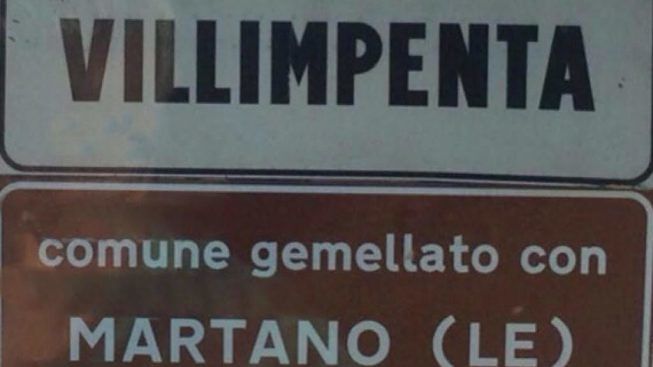 VILLIMPENTA
comune gemellato con
MARTANO (LE)